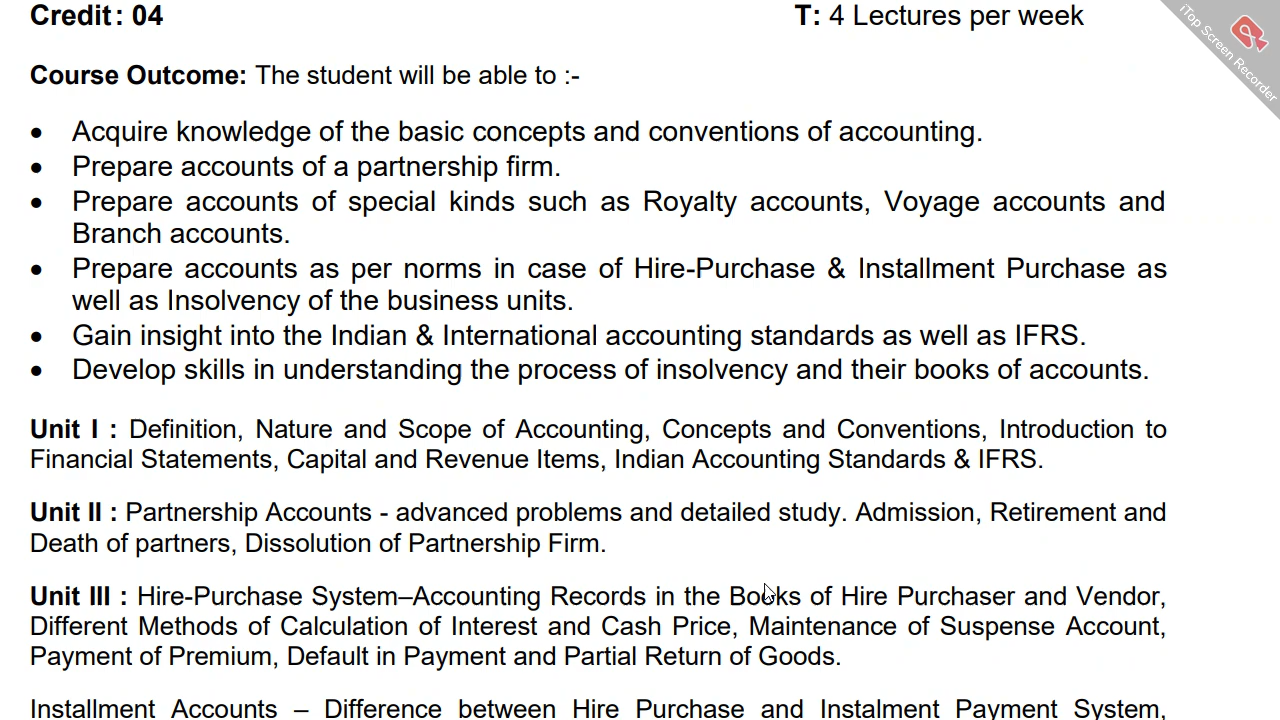 Credit: 04 T: 4 Lectures per week
iTop Screen Recorder
Course Outcome: The student will be able to :-
• Acquire knowledge of the basic concepts and conventions of accounting.
• Prepare accounts of a partnership firm.
• Prepare accounts of special kinds such as Royalty accounts, Voyage accounts and
Branch accounts.
• Prepare accounts as per norms in case of Hire-Purchase & Installment Purchase as
well as Insolvency of the business units.
• Gain insight into the Indian & International accounting standards as well as IFRS.
• Develop skills in understanding the process of insolvency and their books of accounts.
Unit I : Definition, Nature and Scope of Accounting, Concepts and Conventions, Introduction to
Financial Statements, Capital and Revenue Items, Indian Accounting Standards & IFRS.
Unit II : Partnership Accounts - advanced problems and detailed study. Admission, Retirement and
Death of partners, Dissolution of Partnership Firm.
Unit III : Hire-Purchase System–Accounting Records in the Books of Hire Purchaser and Vendor,
Different Methods of Calculation of Interest and Cash Price, Maintenance of Suspense Account,
Payment of Premium, Default in Payment and Partial Return of Goods.
Installment Accounts – Difference between Hire Purchase and Instalment Payment System,